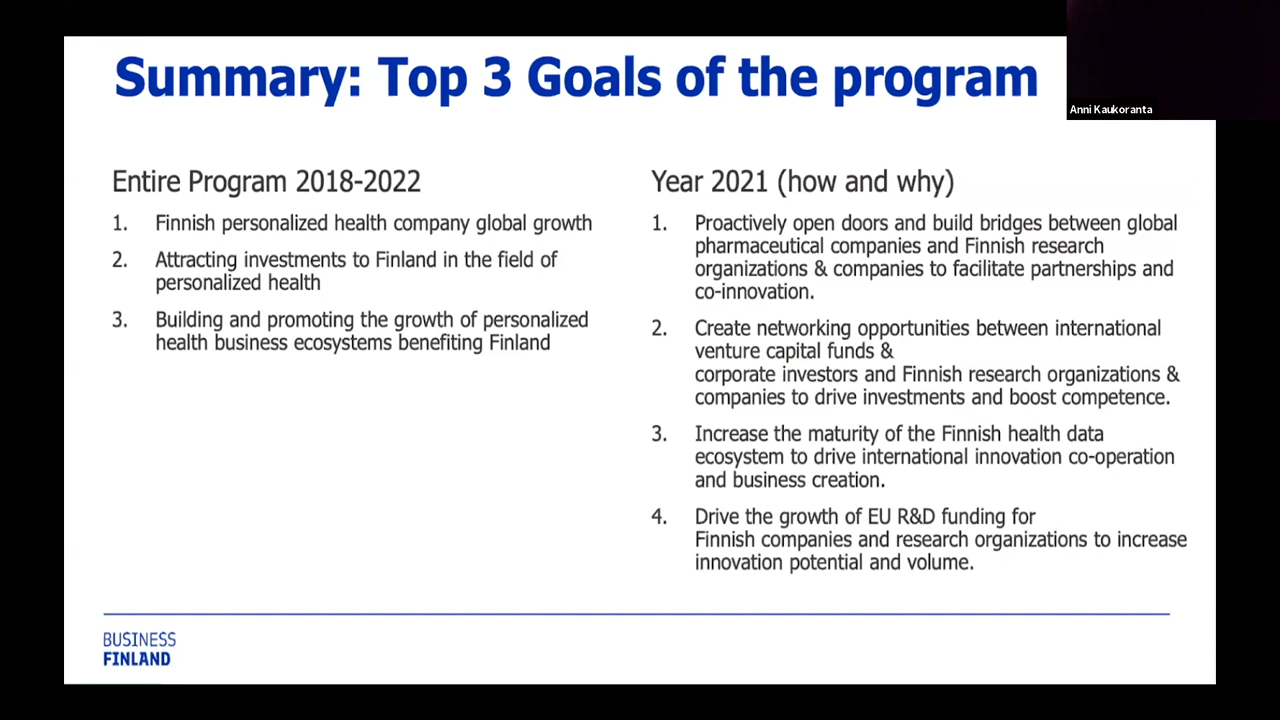 Summary: Top 3 Goals of the program
Anni Kaukoranta
Entire Program 2018-2022
1. Finnish personalized health company global growth
2. Attracting investments to Finland in the field of
personalized health
3. Building and promoting the growth of personalized
health business ecosystems benefiting Finland
Year 2021 (how and why)
1. Proactively open doors and build bridges between global
pharmaceutical companies and Finnish research
organizations & companies to facilitate partnerships and
co-innovation.
2. Create networking opportunities between international
venture capital funds &
corporate investors and Finnish research organizations &
companies to drive investments and boost competence.
3. Increase the maturity of the Finnish health data
ecosystem to drive international innovation co-operation
and business creation.
4. Drive the growth of EU R&D funding for
Finnish companies and research organizations to increase
innovation potential and volume.
BUSINESS
FINLAND